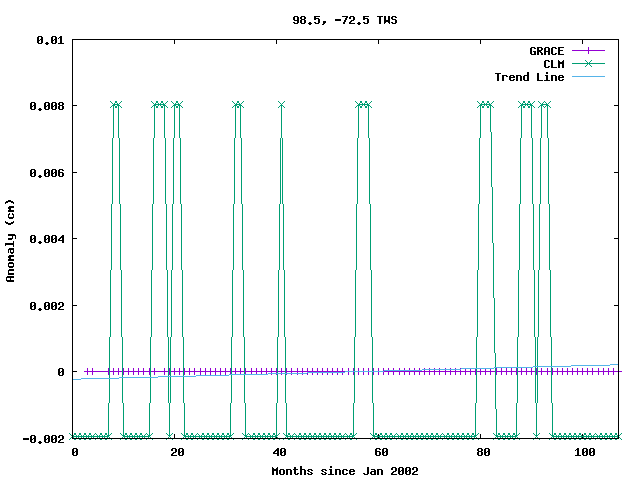 98.5, -72.5 TWS
GRACE
CLM
Trend Line
0.01
0.008
0.006
0.004
0.002
0
-0.002
Anomaly (cm)
0 20 40 60 80 100
Months since Jan 2002